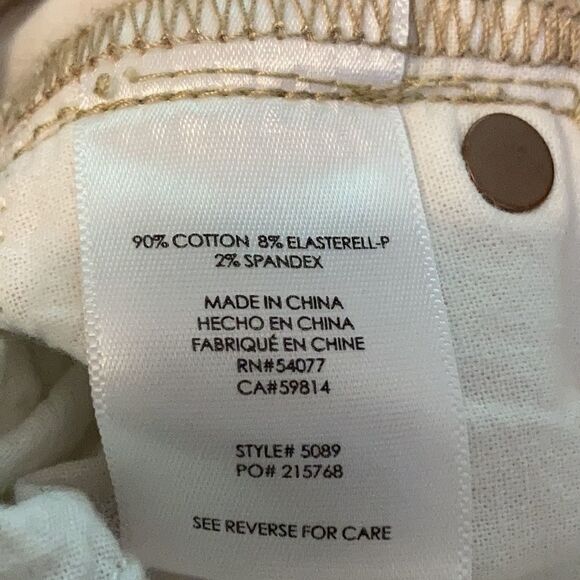 90% COTTON 8% ELASTERELL-P
2% SPANDEX
MADE IN CHINA
HECHO EN CHINA
FABRIQUÉ EN CHINE
RN#54077
CA#59814
STYLE# 5089
PO# 215768
SEE REVERSE FOR CARE